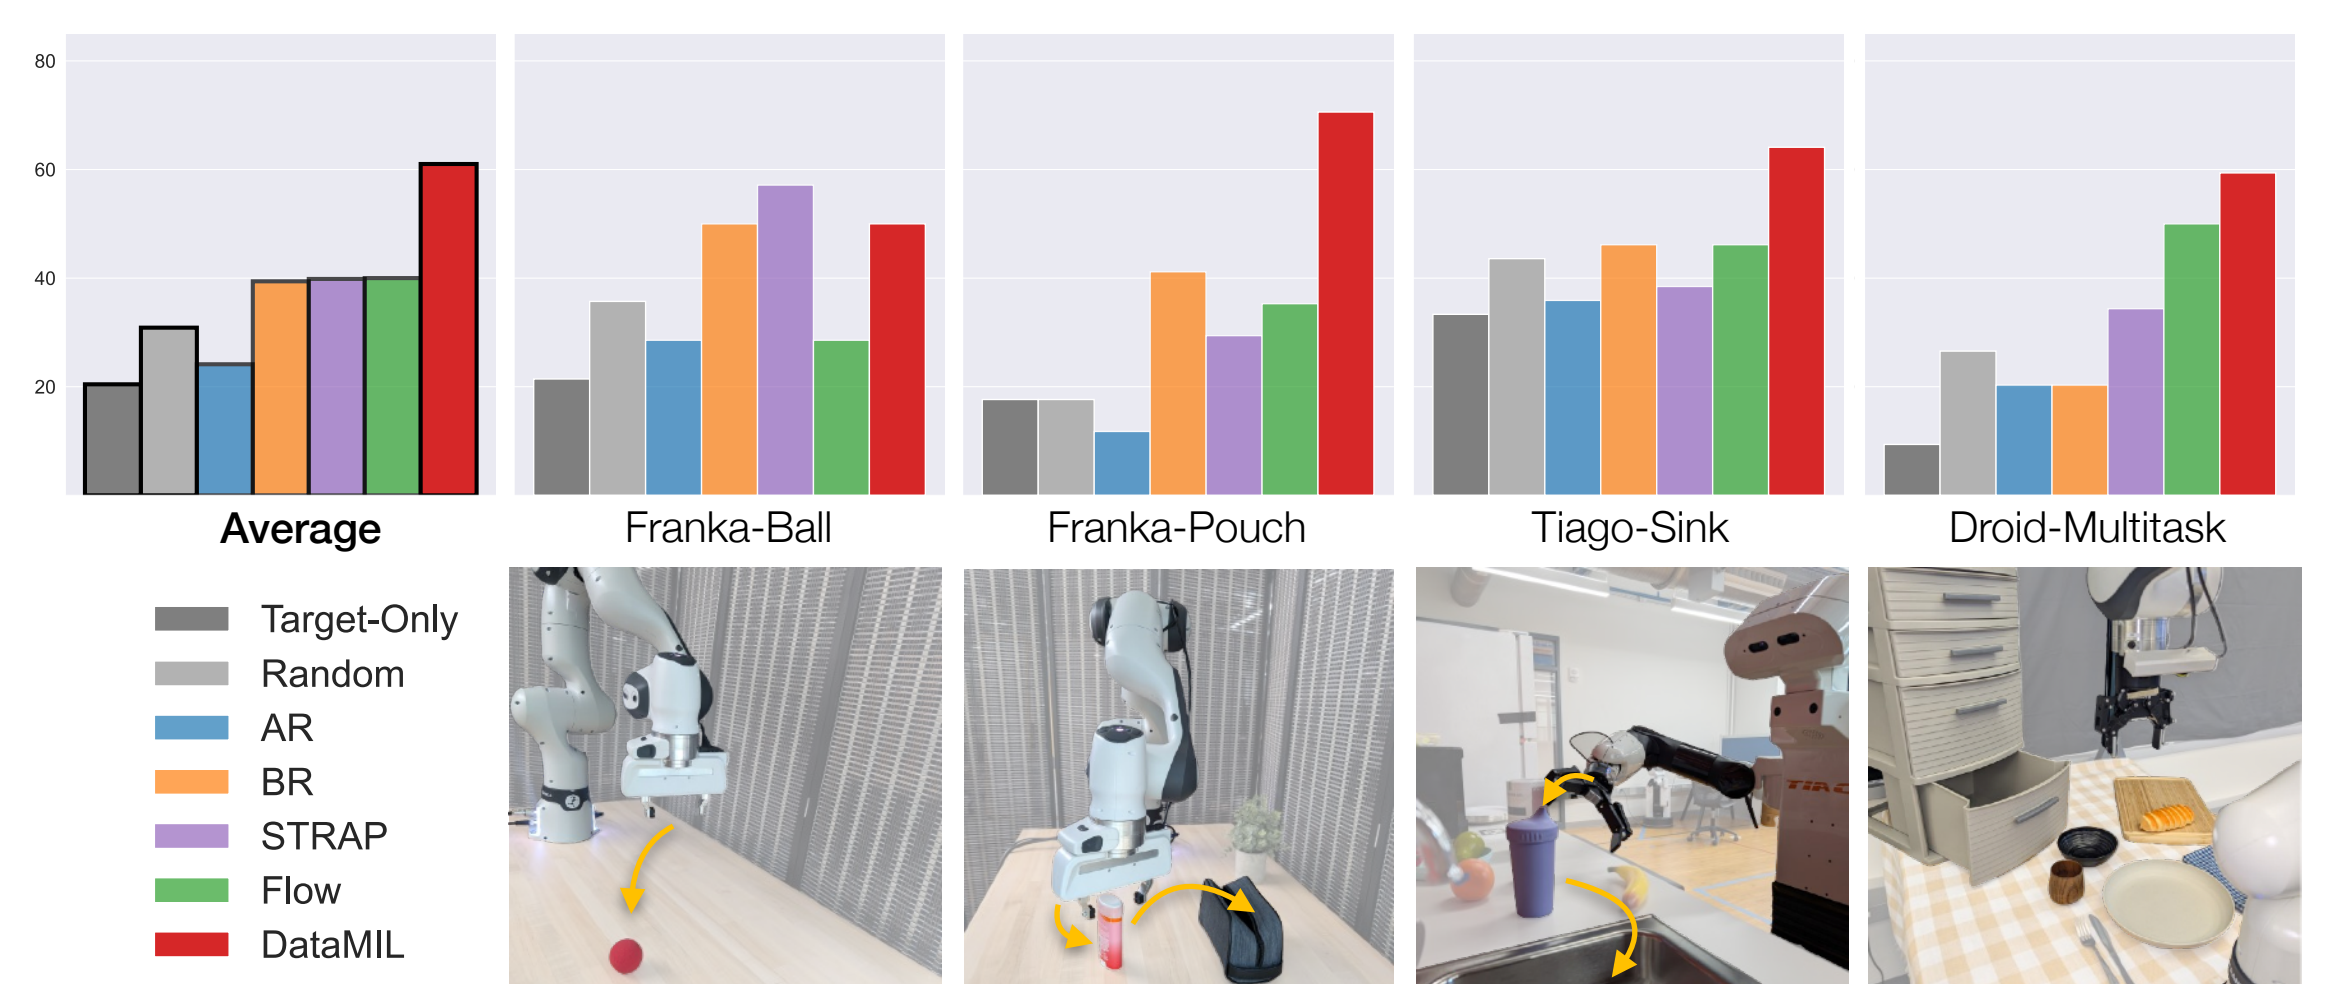 80
60
40
20
Average
Franka-Ball
Franka-Pouch
Tiago-Sink
Droid-Multitask
Target-Only
Random
AR
BR
STRAP
Flow
DataMIL